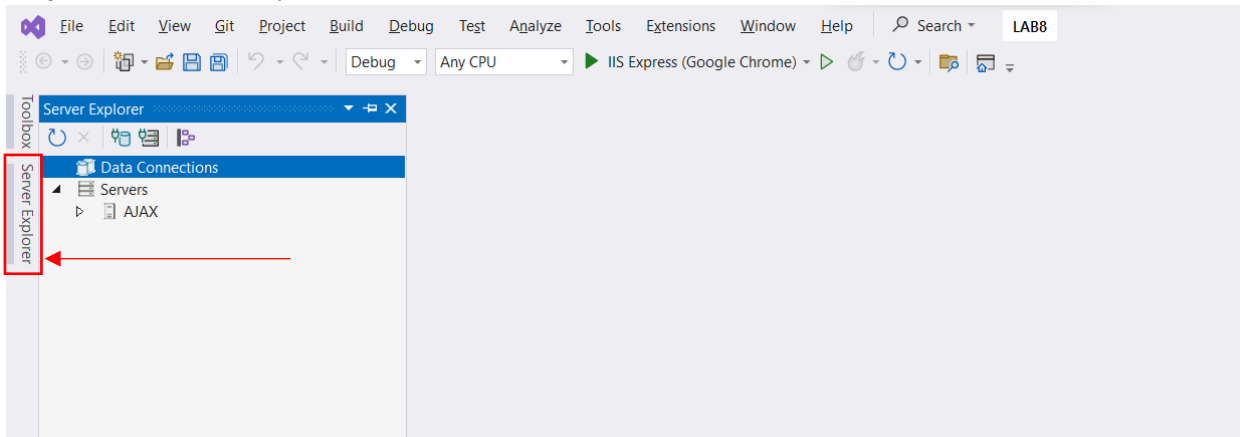 File Edit View Git Project Build Debug Test Analyze Tools Extensions Window Help Search LAB8
Debug Any CPU IIS Express (Google Chrome)
Toolbox
Server Explorer
Server Explorer
Data Connections
Servers
AJAX